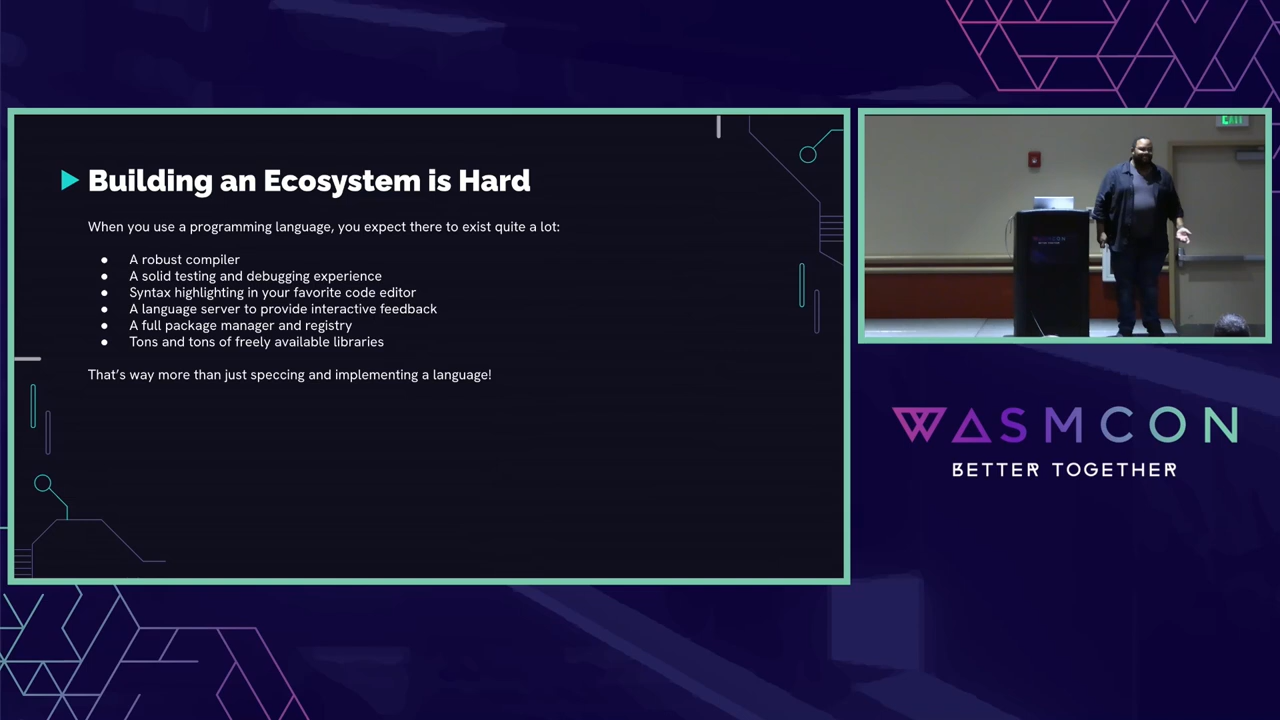 Building an Ecosystem is Hard
When you use a programming language, you expect there to exist quite a lot:
● A robust compiler
● A solid testing and debugging experience
● Syntax highlighting in your favorite code editor
● A language server to provide interactive feedback
● A full package manager and registry
● Tons and tons of freely available libraries
That’s way more than just speccing and implementing a language!
EXIT
WASMCON
BETTER TOGETHER